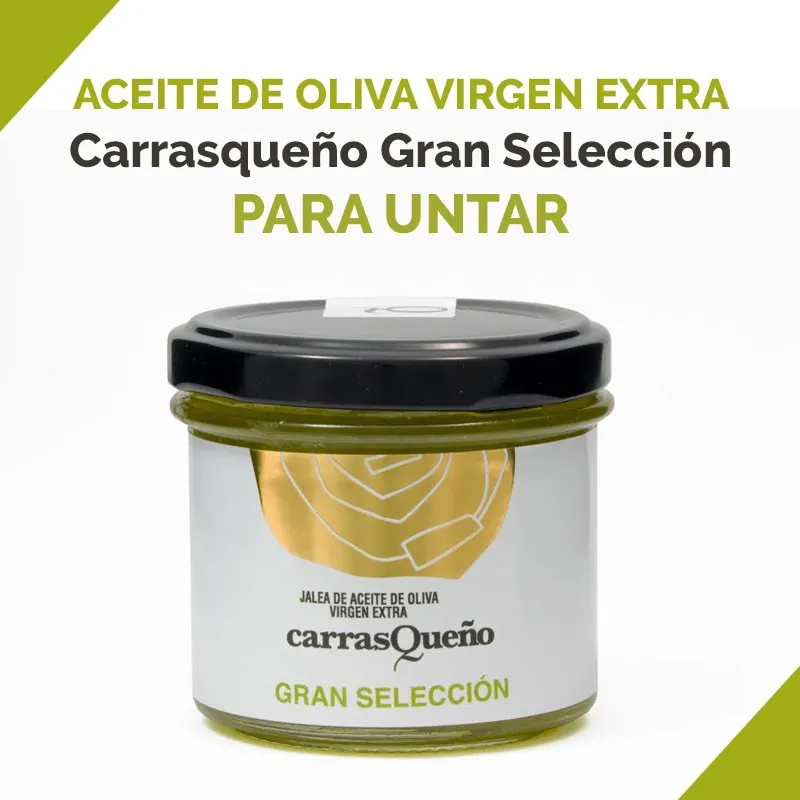 ACEITE DE OLIVA VIRGEN EXTRA
Carrasqueño Gran Selección
PARA UNTAR
JALEA DE ACEITE DE OLIVA
VIRGEN EXTRA
carrasQueño
GRAN SELECCIÓN